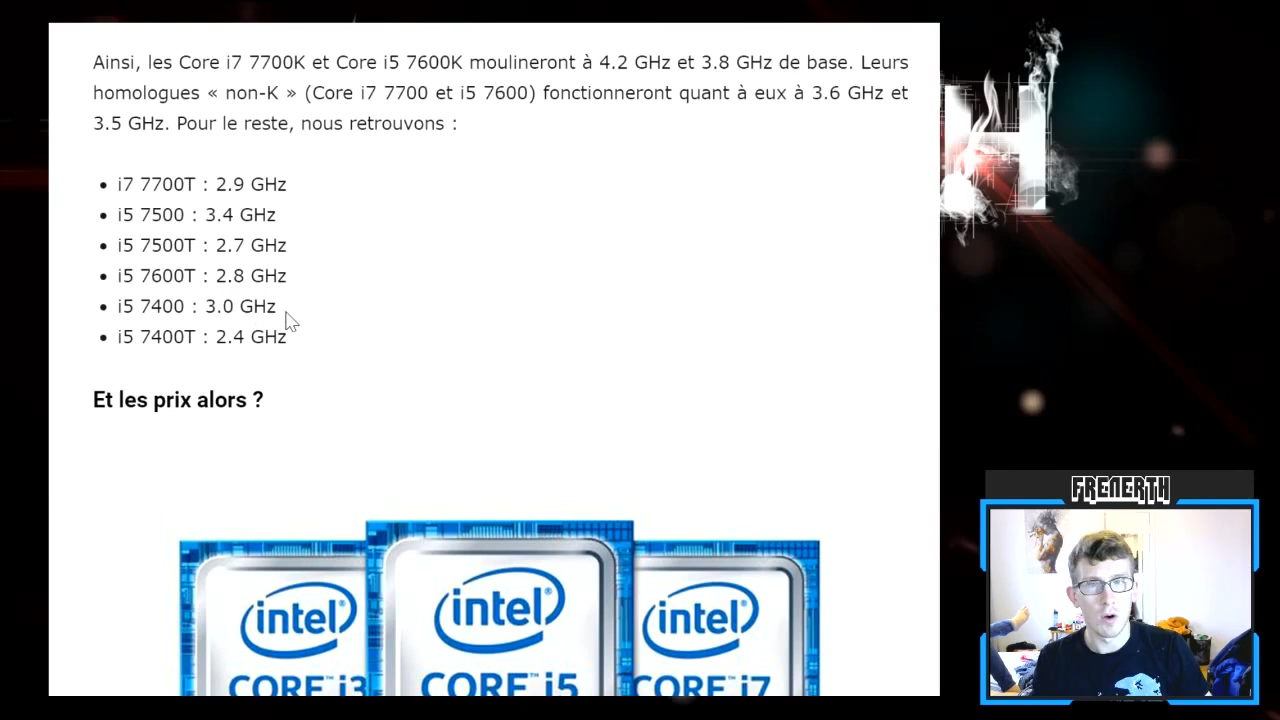 Ainsi, les Core i7 7700K et Core i5 7600K moulineront à 4.2 GHz et 3.8 GHz de base. Leurs
homologues « non-K » (Core i7 7700 et i5 7600) fonctionneront quant à eux à 3.6 GHz et
3.5 GHz. Pour le reste, nous retrouvons :
• i7 7700T : 2.9 GHz
• i5 7500 : 3.4 GHz
• i5 7500T : 2.7 GHz
• i5 7600T : 2.8 GHz
• i5 7400 : 3.0 GHz
• i5 7400T : 2.4 GHz
Et les prix alors ?
intel® intel® intel®
CORE™ i3 CORE™ i5 CORE™ i7
FRENERTH